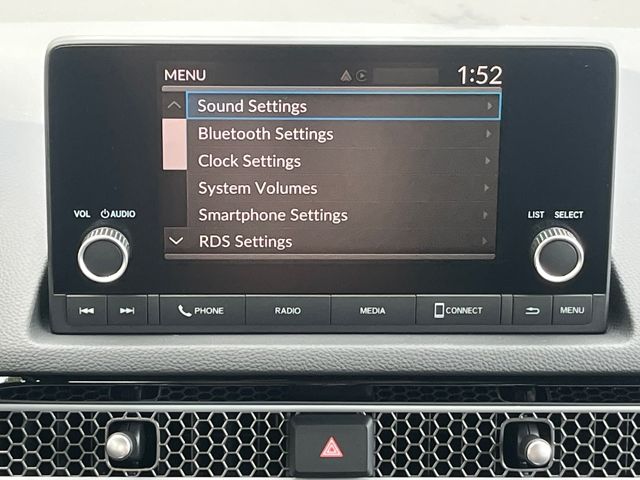 MENU 1:52
Sound Settings
Bluetooth Settings
Clock Settings
System Volumes
Smartphone Settings
RDS Settings
VOL AUDIO
LIST SELECT
PHONE RADIO MEDIA CONNECT MENU